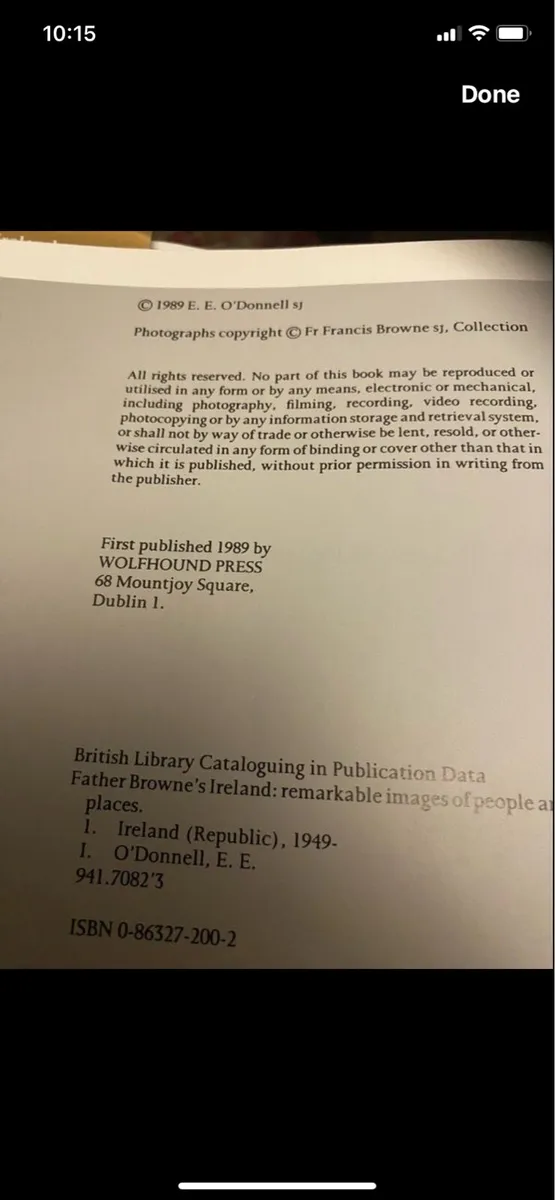 10:15
Done
© 1989 E. E. O'Donnell SJ
Photographs copyright © Fr Francis Browne SJ, Collection
All rights reserved. No part of this book may be reproduced or
utilised in any form or by any means, electronic or mechanical,
including photography, filming, recording, video recording,
photocopying or by any information storage and retrieval system,
or shall not by way of trade or otherwise be lent, resold, or other-
wise circulated in any form of binding or cover other than that in
which it is published, without prior permission in writing from
the publisher.
First published 1989 by
WOLFHOUND PRESS
68 Mountjoy Square,
Dublin 1.
British Library Cataloguing in Publication Data
Father Browne's Ireland: remarkable images of people
places.
1. Ireland (Republic), 1949-
I. O'Donnell, E. E.
941.7082'3
ISBN 0-86327-200-2